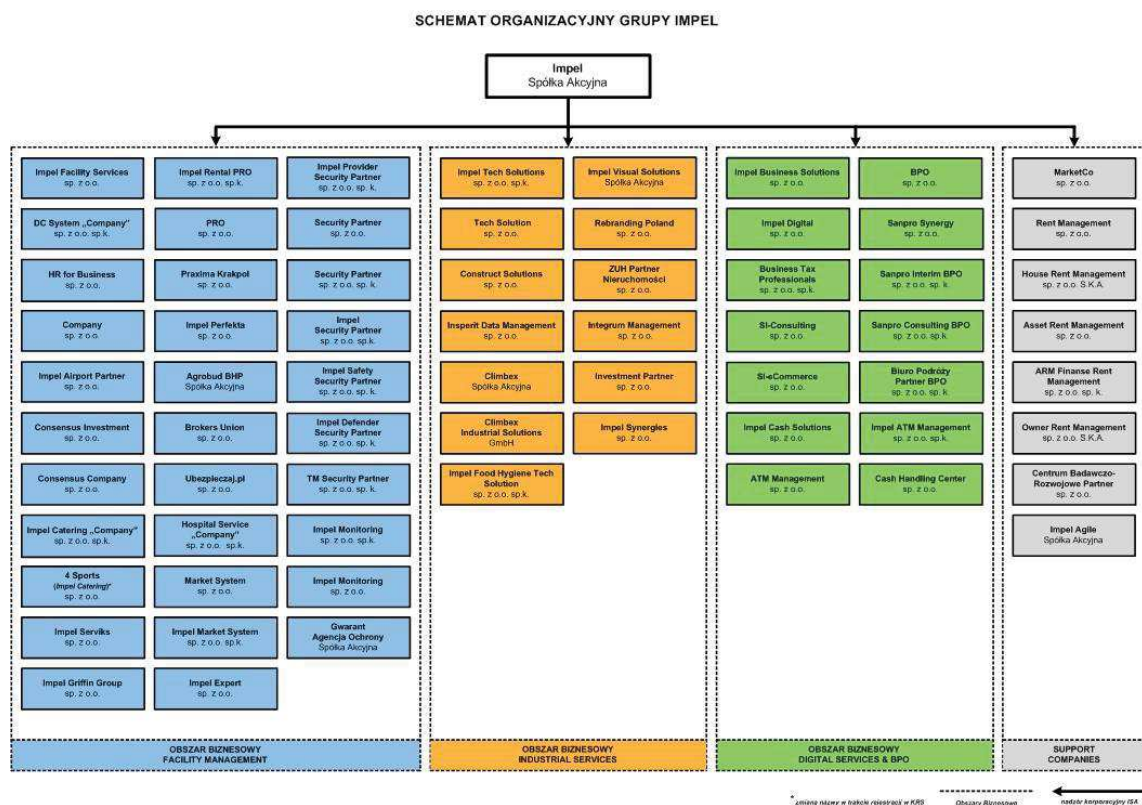 SCHEMAT ORGANIZACYJNY GRUPY IMPEL
Impel
Spółka Akcyjna
Impel Facility Services
sp. z o.o.
DC System „Company"
sp. z o.o. sp.k.
HR for Business
sp. z o.o.
Company
sp. z o.o.
Impel Airport Partner
sp. z o.o.
Consensus Investment
sp. z o.o.
Consensus Company
sp. z o.o.
Impel Catering „Company"
sp. z o.o. sp.k.
4 Sports
(Impel Catering)*
sp. z o.o.
Impel Serviks
sp. z o.o.
Impel Griffin Group
sp. z o.o.
Impel Rental PRO
sp. z o.o. sp.k.
PRO
sp. z o.o.
Praxima Krakpol
sp. z o.o.
Impel Perfekta
sp. z o.o.
Agrobud BHP
Spółka Akcyjna
Brokers Union
sp. z o.o.
Ubezpieczaj.pl
sp. z o.o.
Hospital Service
„Company"
sp. z o.o. sp.k.
Market System
sp. z o.o.
Impel Market System
sp. z o.o. sp.k.
Impel Expert
sp. z o.o.
Impel Provider
Security Partner
sp. z o.o. sp. k.
Security Partner
sp. z o.o.
Security Partner
sp. z o.o. sp. k.
Impel
Security Partner
sp. z o.o. sp.k.
Impel Safety
Security Partner
sp. z o.o. sp. k.
Impel Defender
Security Partner
sp. z o.o. sp. k.
TM Security Partner
sp. z o.o. sp. k.
Impel Monitoring
sp. z o.o. sp.k.
Impel Monitoring
sp. z o.o.
Gwarant
Agencja Ochrony
Spółka Akcyjna
OBSZAR BIZNESOWY
FACILITY MANAGEMENT
Impel Tech Solutions
sp. z o.o. sp.k.
Tech Solution
sp. z o.o.
Construct Solutions
sp. z o.o.
Insperit Data Management
sp. z o.o.
Climbex
Spółka Akcyjna
Climbex
Industrial Solutions
GmbH
Impel Food Hygiene Tech
Solution
sp. z o.o. sp.k.
Impel Visual Solutions
Spółka Akcyjna
Rebranding Poland
sp. z o.o.
ZUH Partner
Nieruchomości
sp. z o.o.
Integrum Management
sp. z o.o. sp.k.
Investment Partner
sp. z o.o.
Impel Synergies
sp. z o.o.
OBSZAR BIZNESOWY
INDUSTRIAL SERVICES
Impel Business Solutions
sp. z o.o.
Impel Digital
sp. z o.o.
Business Tax
Professionals
sp. z o.o. sp.k.
SI-Consulting
sp. z o.o.
SI-eCommerce
sp. z o.o.
Impel Cash Solutions
sp. z o.o.
ATM Management
sp. z o.o.
BPO
sp. z o.o.
Sanpro Synergy
sp. z o.o.
Sanpro Interim BPO
sp. z o.o. sp. k.
Sanpro Consulting BPO
sp. z o.o. sp.k.
Biuro Podróży
Partner BPO
sp. z o.o. sp. k.
Impel ATM Management
sp. z o.o. sp.k.
Cash Handling Center
sp. z o.o.
OBSZAR BIZNESOWY
DIGITAL SERVICES & BPO
MarketCo
sp. z o.o.
Rent Management
sp. z o.o.
House Rent Management
sp. z o.o. S.K.A.
Asset Rent Management
sp. z o.o.
ARM Finanse Rent
Management
sp. z o.o. sp. k.
Owner Rent Management
sp. z o.o. S.K.A.
Centrum Badawczo-
Rozwojowe Partner
sp. z o.o.
Impel Agile
Spółka Akcyjna
SUPPORT
COMPANIES
* zmiana nazwy w trakcie rejestracji w KRS
Obszary Biznesowe
nadzór korporacyjny ISA